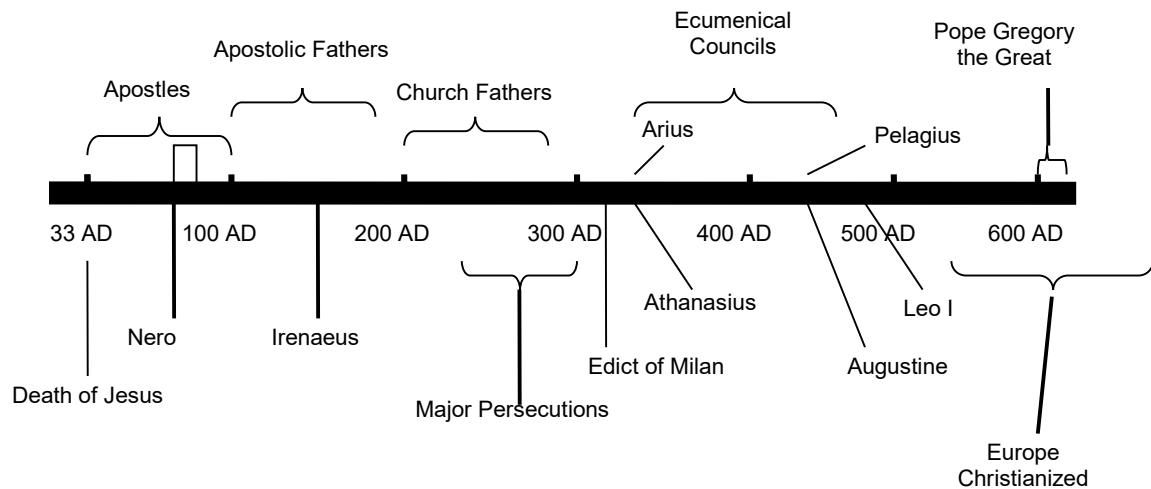 Ecumenical
Councils
Pope Gregory
the Great
Apostolic Fathers
Apostles
Church Fathers
Arius
Pelagius
33 AD
100 AD
200 AD
300 AD
400 AD
500 AD
600 AD
Athanasius
Leo I
Nero
Irenaeus
Edict of Milan
Augustine
Death of Jesus
Major Persecutions
Europe
Christianized